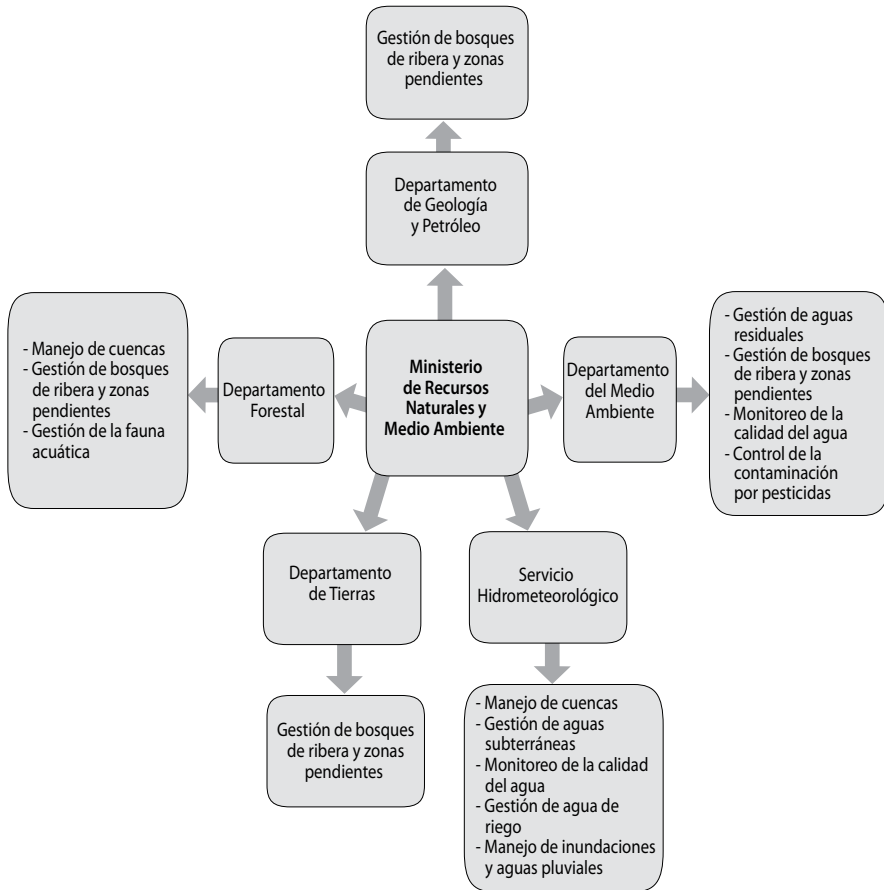 Gestión de bosques
de ribera y zonas
pendientes
Departamento
de Geología
y Petróleo
- Manejo de cuencas
- Gestión de bosques
de ribera y zonas
pendientes
- Gestión de la fauna
acuática
Departamento
Forestal
Ministerio
de Recursos
Naturales y
Medio Ambiente
Departamento
del Medio
Ambiente
- Gestión de aguas
residuales
- Gestión de bosques
de ribera y zonas
pendientes
- Monitoreo de la
calidad del agua
- Control de la
contaminación
por pesticidas
Departamento
de Tierras
Servicio
Hidrometeorológico
Gestión de bosques
de ribera y zonas
pendientes
- Manejo de cuencas
- Gestión de aguas
subterráneas
- Monitoreo de la calidad
del agua
- Gestión de agua de
riego
- Manejo de inundaciones
y aguas pluviales